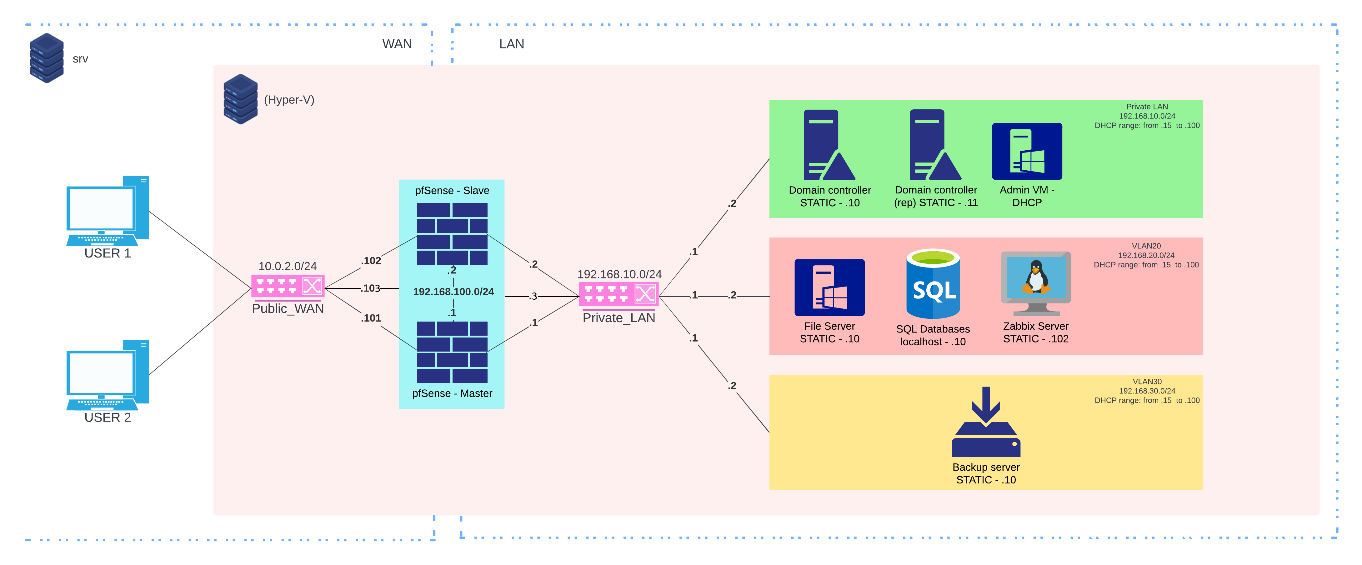 WAN
LAN
srv
(Hyper-V)
USER 1
USER 2
10.0.2.0/24
Public_WAN
.102
.103
.101
pfSense - Slave
.2
192.168.100.0/24
.1
pfSense - Master
.2
.3
.1
192.168.10.0/24
Private_LAN
.1
.2
.1
.2
.1
.2
Private LAN
192.168.10.0/24
DHCP range: from .15 to .100
Domain controller
STATIC - .10
Domain controller
(rep) STATIC - .11
Admin VM -
DHCP
VLAN20
192.168.20.0/24
DHCP range: from .15 to .100
File Server
STATIC - .10
SQL
SQL Databases
localhost - .10
Zabbix Server
STATIC - .102
VLAN30
192.168.30.0/24
DHCP range: from .15 to .100
Backup server
STATIC - .10